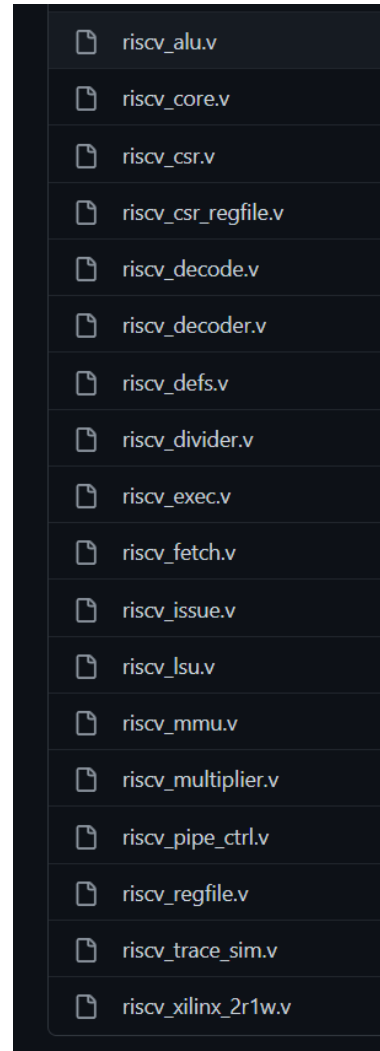 riscv_alu.v
riscv_core.v
riscv_csr.v
riscv_csr_regfile.v
riscv_decode.v
riscv_decoder.v
riscv_defs.v
riscv_divider.v
riscv_exec.v
riscv_fetch.v
riscv_issue.v
riscv_lsu.v
riscv_mmu.v
riscv_multiplier.v
riscv_pipe_ctrl.v
riscv_regfile.v
riscv_trace_sim.v
riscv_xilinx_2r1w.v